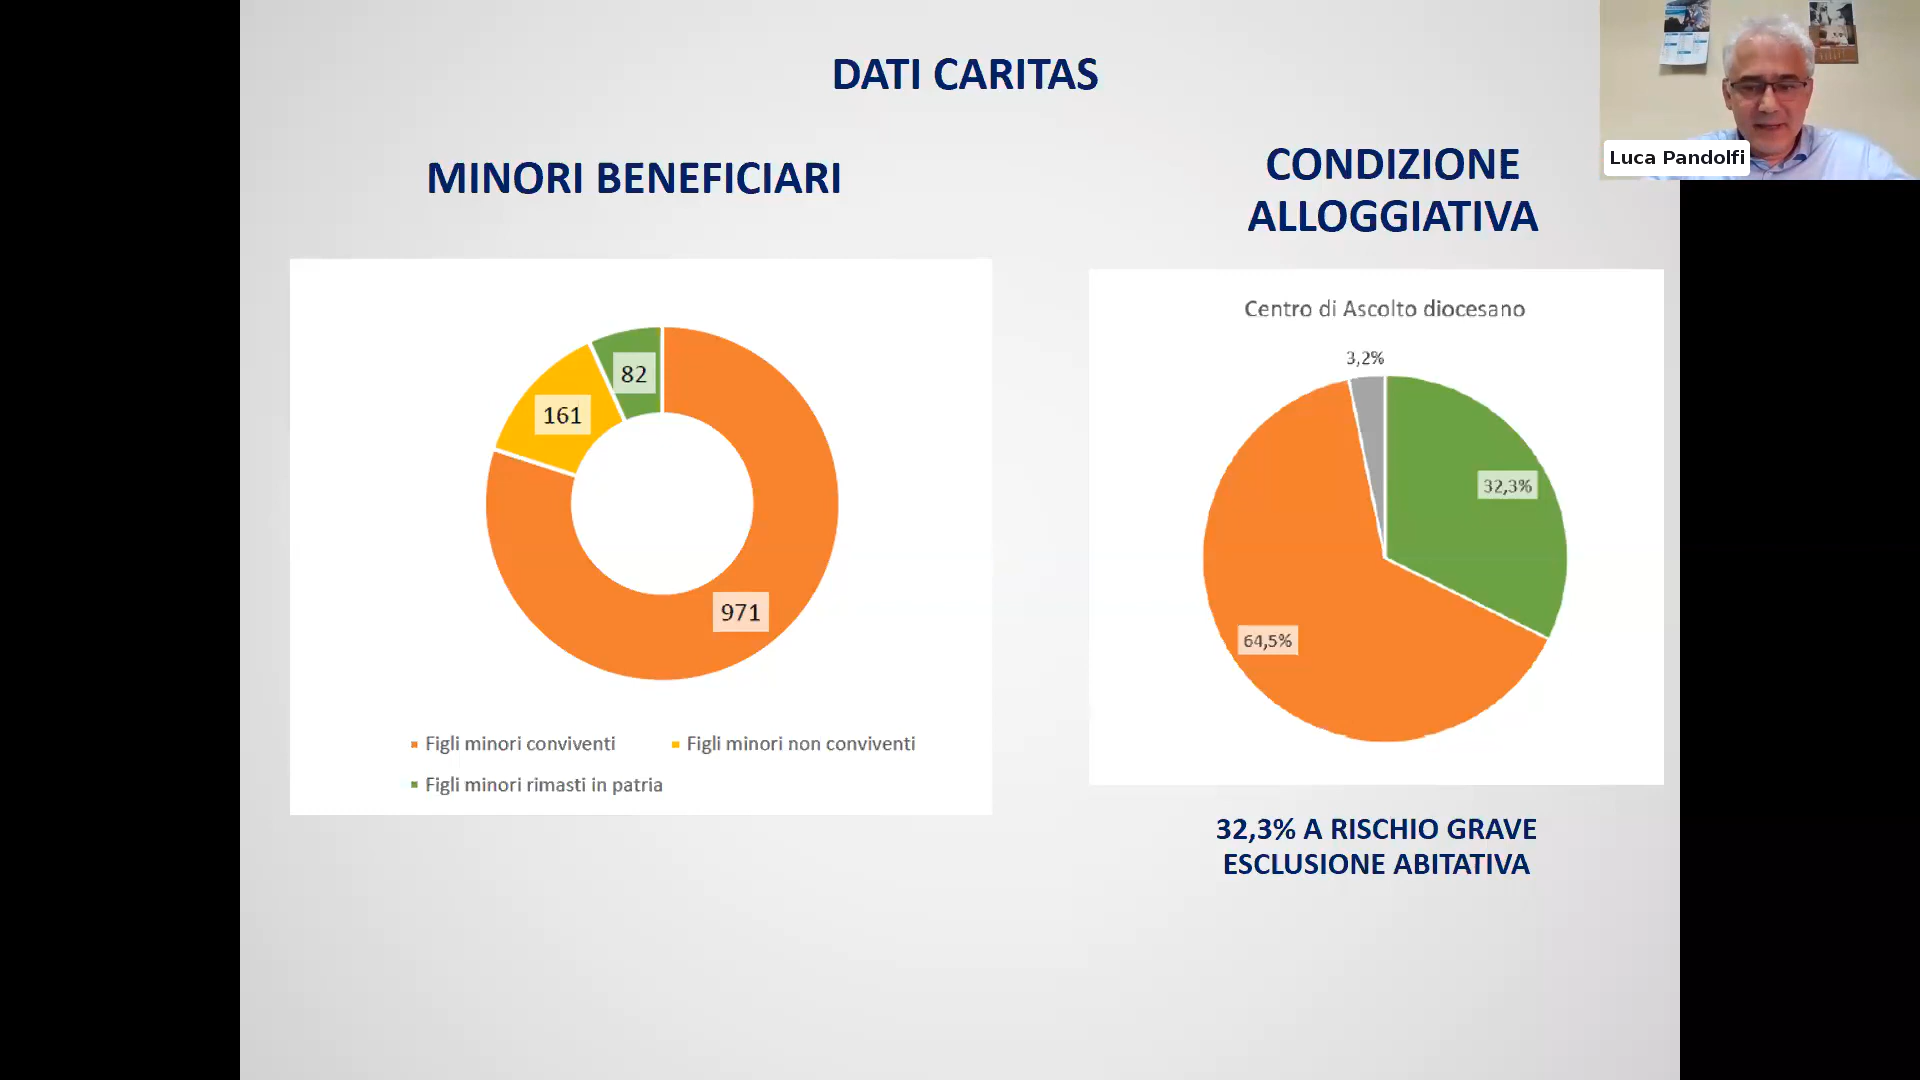 DATI CARITAS
MINORI BENEFICIARI
82
161
971
Figli minori conviventi
Figli minori non conviventi
Figli minori rimasti in patria
CONDIZIONE
ALLOGGIATIVA
Centro di Ascolto diocesano
3,2%
32,3%
64,5%
32,3% A RISCHIO GRAVE
ESCLUSIONE ABITATIVA
Luca Pandolfi